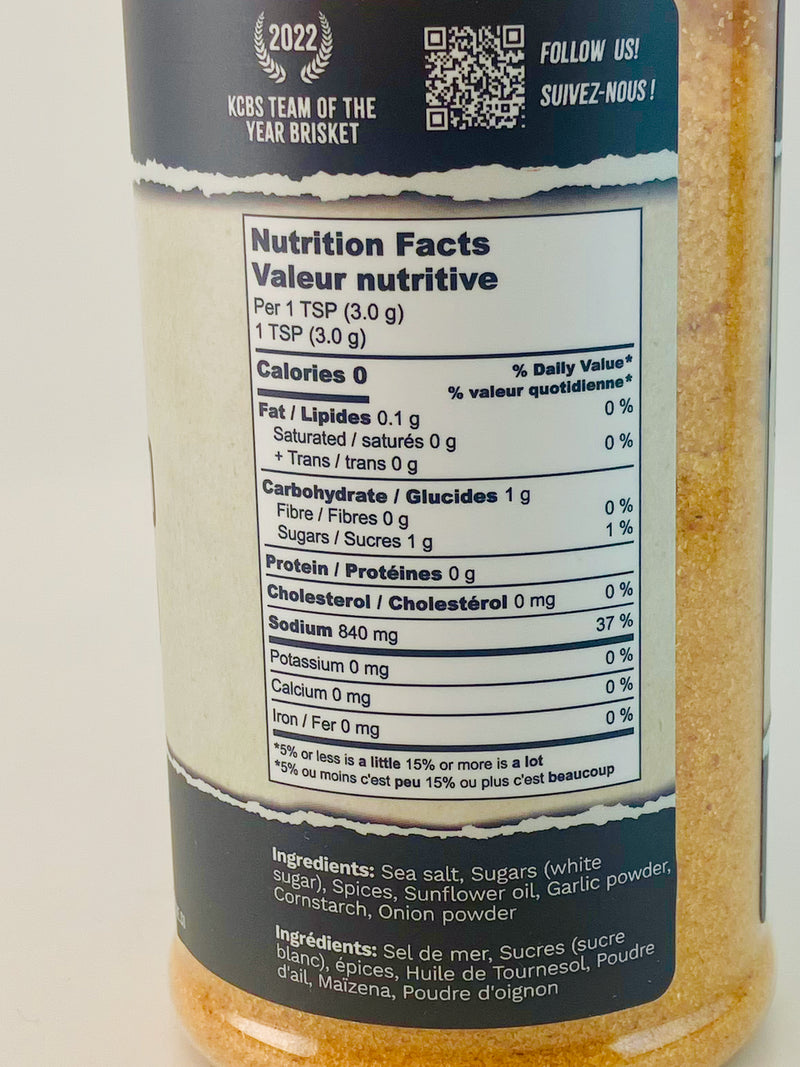 2022
KCBS TEAM OF THE
YEAR BRISKET
FOLLOW US!
SUIVEZ-NOUS!
Nutrition Facts
Valeur nutritive
Per 1 TSP (3.0 g)
1 TSP (3.0 g)
Calories 0
% Daily Value*
% valeur quotidienne*
Fat / Lipides 0.1 g 0 %
Saturated / saturés 0 g 0 %
+ Trans / trans 0 g
Carbohydrate / Glucides 1 g
Fibre / Fibres 0 g 0 %
Sugars / Sucres 1 g 1 %
Protein / Protéines 0 g
Cholesterol / Cholestérol 0 mg 0 %
Sodium 840 mg 37 %
Potassium 0 mg 0 %
Calcium 0 mg 0 %
Iron / Fer 0 mg 0 %
*5% or less is a little 15% or more is a lot
*5% ou moins c'est peu 15% ou plus c'est beaucoup
Ingredients: Sea salt, Sugars (white
sugar), Spices, Sunflower oil, Garlic powder,
Cornstarch, Onion powder
Ingrédients: Sel de mer, Sucres (sucre
blanc), épices, Huile de Tournesol, Poudre
d'ail, Maïzena, Poudre d'oignon